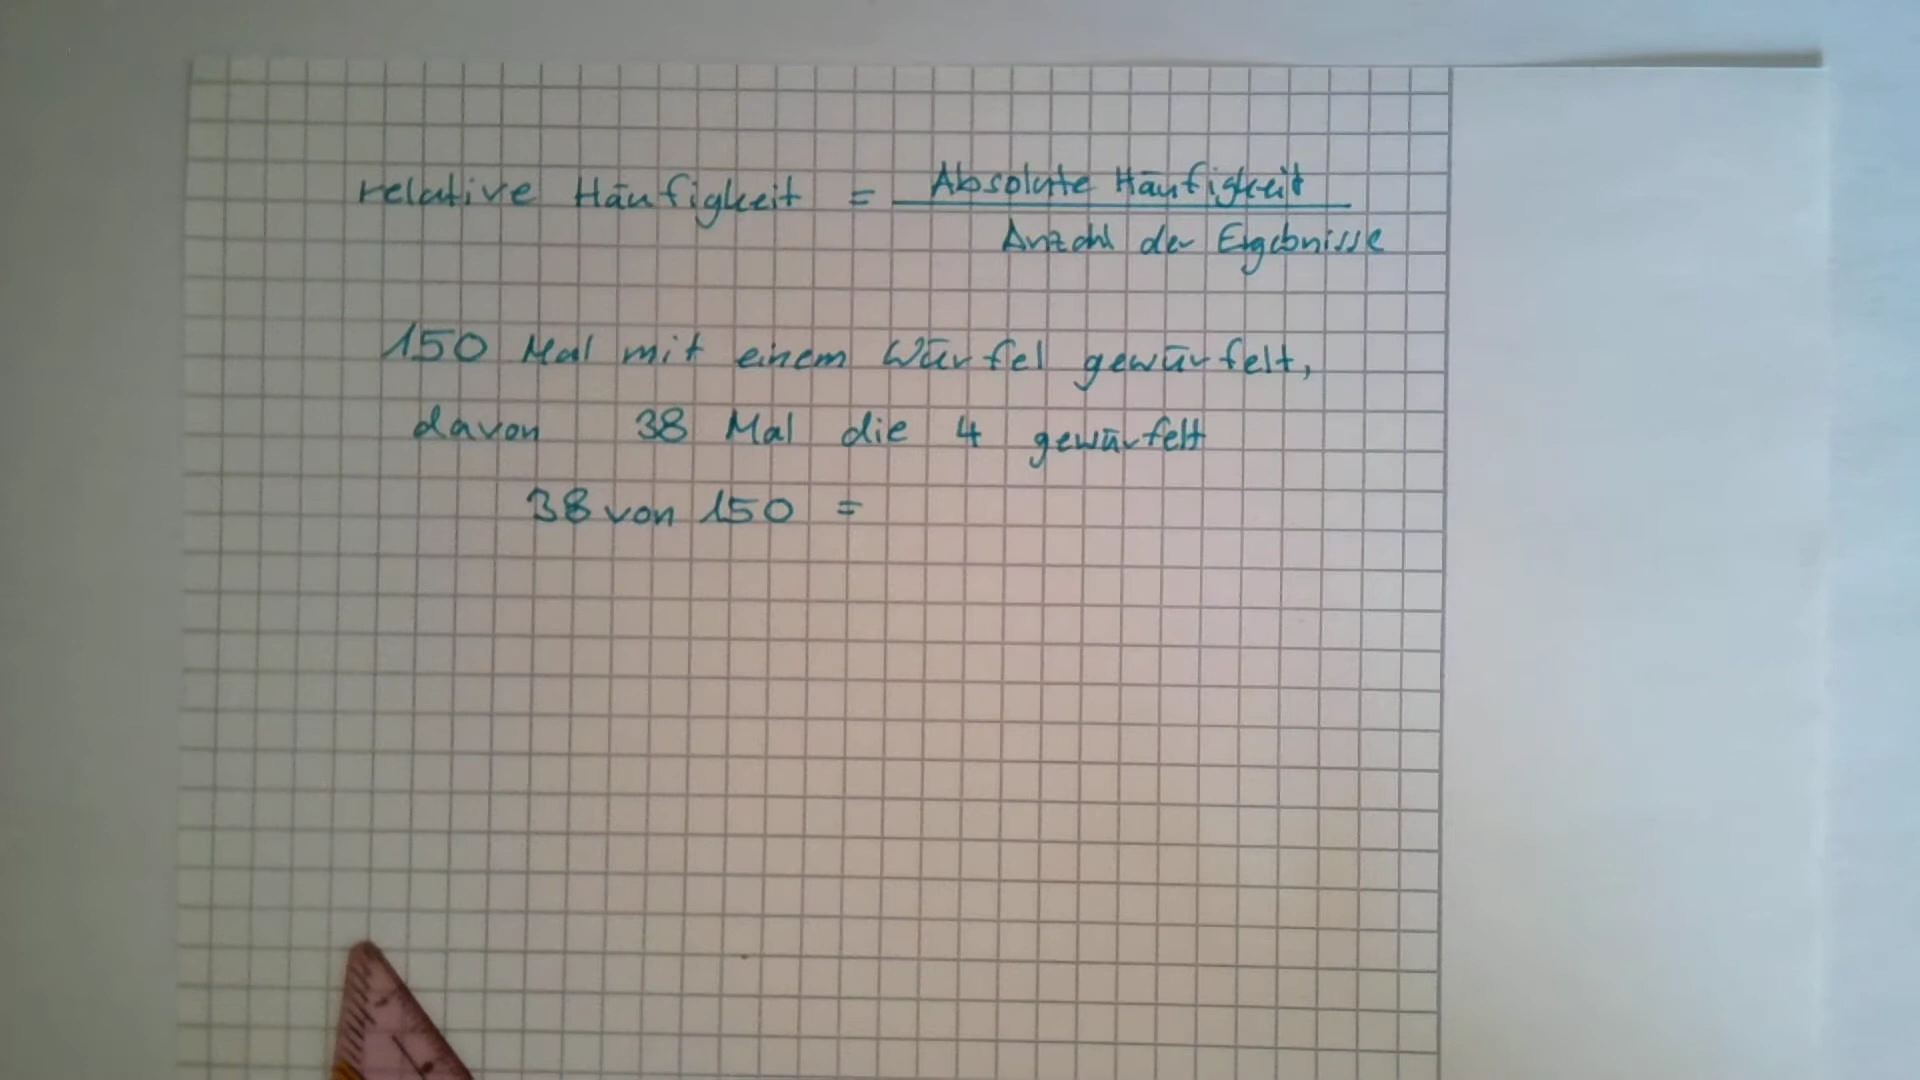 relative Häufigkeit = Absolute Häufigkeit
Anzahl der Ergebnisse
150 Mal mit einem Würfel gewürfelt,
davon 38 Mal die 4 gewürfelt
38 von 150 =